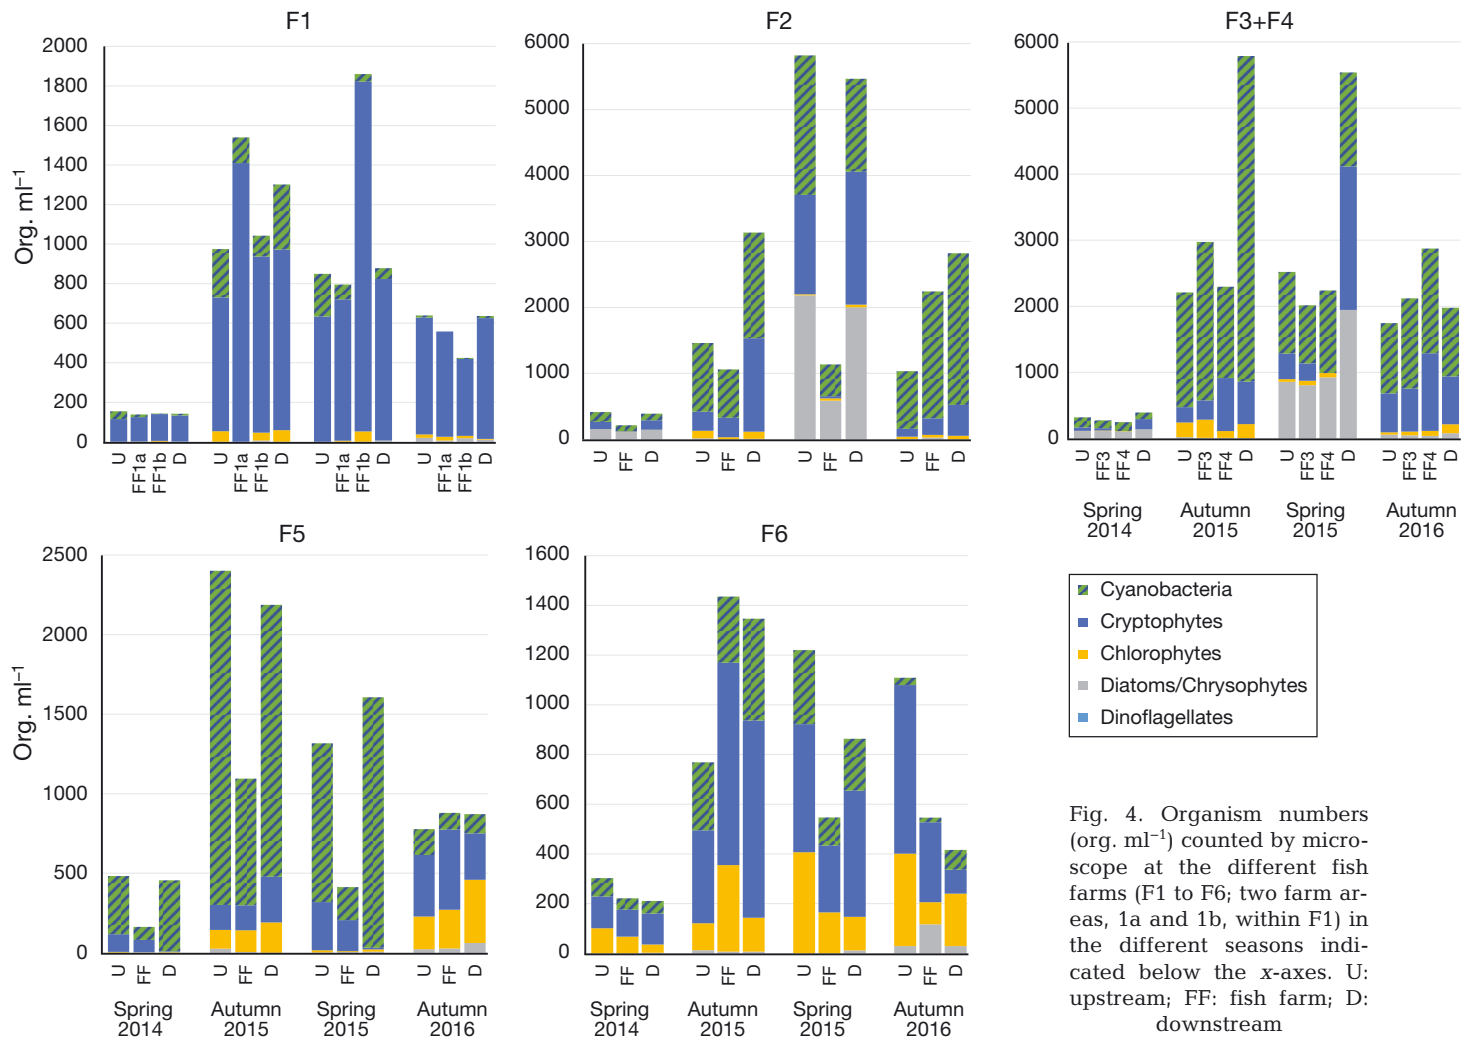 F1
2000
1800
1600
1400
1200
1000
800
600
400
200
0
Org. ml⁻¹
U
FF1a
FF1b
D
U
FF1a
FF1b
D
U
FF1a
FF1b
D
U
FF1a
FF1b
D
F2
6000
5000
4000
3000
2000
1000
0
U
FF
D
U
FF
D
U
FF
D
U
FF
D
F3+F4
6000
5000
4000
3000
2000
1000
0
U
FF3
FF4
D
U
FF3
FF4
D
U
FF3
FF4
D
U
FF3
FF4
D
Spring
2014
Autumn
2015
Spring
2015
Autumn
2016
F5
2500
2000
1500
1000
500
0
Org. ml⁻¹
U
FF
D
U
FF
D
U
FF
D
U
FF
D
Spring
2014
Autumn
2015
Spring
2015
Autumn
2016
F6
1600
1400
1200
1000
800
600
400
200
0
U
FF
D
U
FF
D
U
FF
D
U
FF
D
Spring
2014
Autumn
2015
Spring
2015
Autumn
2016
Cyanobacteria
Cryptophytes
Chlorophytes
Diatoms/Chrysophytes
Dinoflagellates
Fig. 4. Organism numbers
(org. ml⁻¹) counted by micro-
scope at the different fish
farms (F1 to F6; two farm ar-
eas, 1a and 1b, within F1) in
the different seasons indi-
cated below the x-axes. U:
upstream; FF: fish farm; D:
downstream